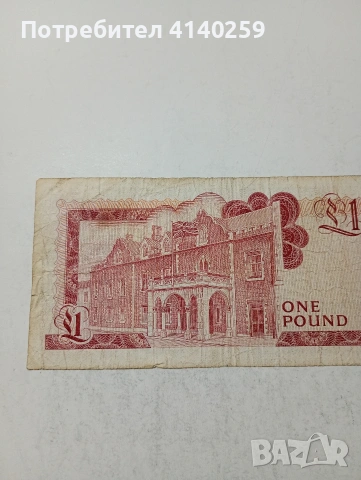 Потребител 4140259
£1
£1
ONE
POUND
BAZAR